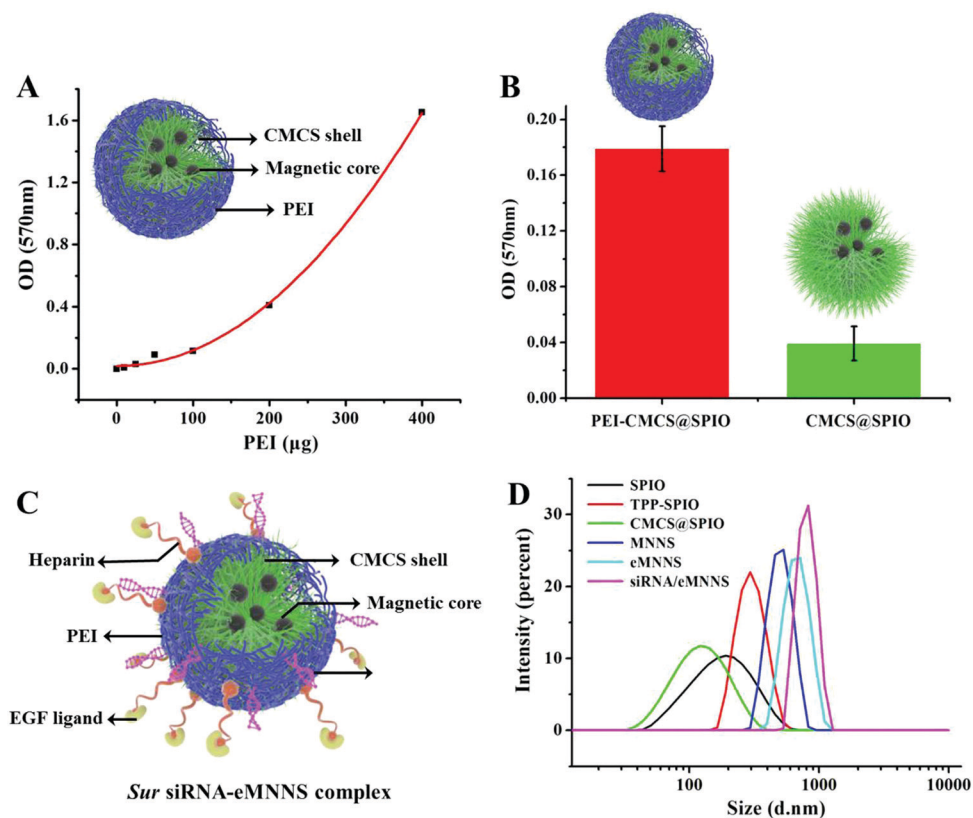 A
OD (570nm)
1.6
1.2
0.8
0.4
0.0
CMCS shell
Magnetic core
PEI
0
100
200
300
400
PEI (µg)
B
OD (570nm)
0.20
0.16
0.12
0.08
0.04
0.00
PEI-CMCS@SPIO
CMCS@SPIO
C
Heparin
CMCS shell
Magnetic core
PEI
EGF ligand
Sur siRNA-eMNNS complex
D
Intensity (percent)
30
20
10
0
SPIO
TPP-SPIO
CMCS@SPIO
MNNS
eMNNS
siRNA/eMNNS
100
1000
10000
Size (d.nm)